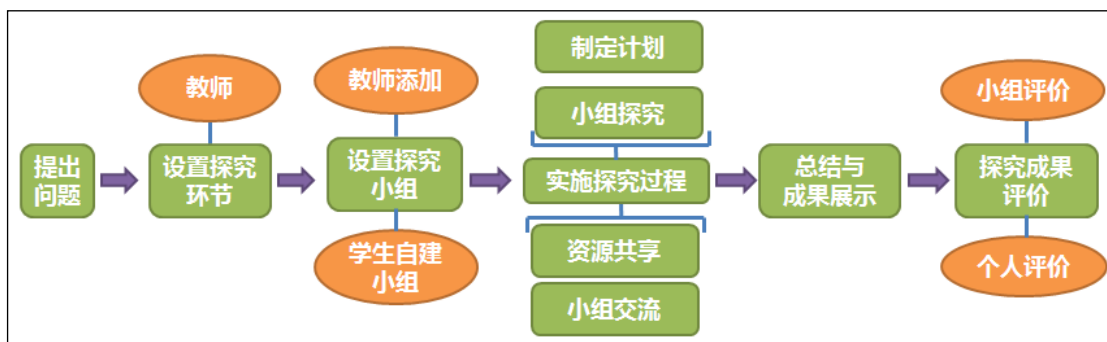 提出
问题
教师
设置探究
环节
教师添加
设置探究
小组
学生自建
小组
制定计划
小组探究
实施探究过程
资源共享
小组交流
总结与
成果展示
小组评价
探究成果
评价
个人评价